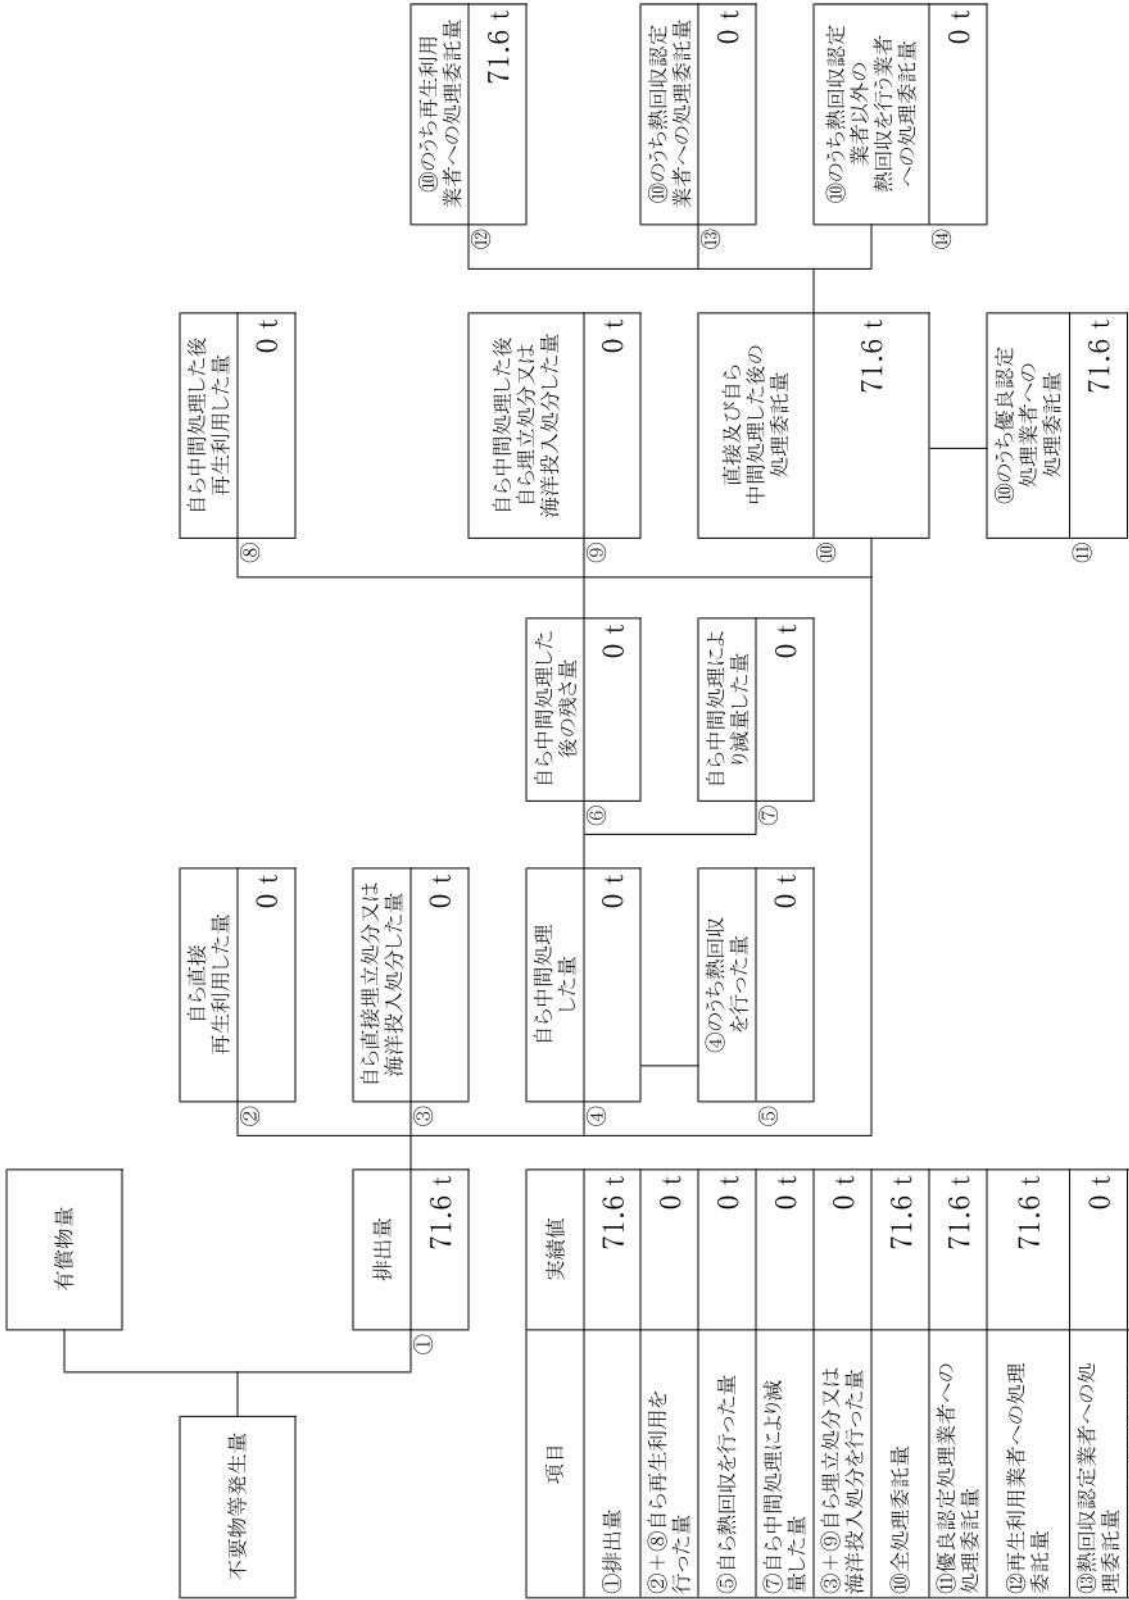 不要物等発生量
有償物量
排出量
①
71.6 t
②
自ら直接
再生利用した量
0 t
③
自ら直接埋立処分又は
海洋投入処分した量
0 t
④
自ら中間処理
した量
0 t
⑤
④のうち熱回収
を行った量
0 t
⑥
自ら中間処理した
後の残さ量
0 t
⑦
自ら中間処理によ
り減量した量
0 t
⑧
自ら中間処理した後
再生利用した量
0 t
⑨
自ら中間処理した後
自ら埋立処分又は
海洋投入処分した量
0 t
⑩
直接及び自ら
中間処理した後の
処理委託量
71.6 t
⑪
⑩のうち優良認定
処理業者への
処理委託量
71.6 t
⑫
⑩のうち再生利用
業者への処理委託量
71.6 t
⑬
⑩のうち熱回収認定
業者への処理委託量
0 t
⑭
⑩のうち熱回収認定
業者以外の
熱回収を行う業者
への処理委託量
0 t
項目 実績値
①排出量 71.6 t
②+⑧自ら再生利用を
行った量 0 t
⑤自ら熱回収を行った量 0 t
⑦自ら中間処理により減
量した量 0 t
③+⑨自ら埋立処分又は
海洋投入処分を行った量 0 t
⑩全処理委託量 71.6 t
⑪優良認定処理業者への
処理委託量 71.6 t
⑫再生利用業者への処理
委託量 71.6 t
⑬熱回収認定業者への処
理委託量 0 t